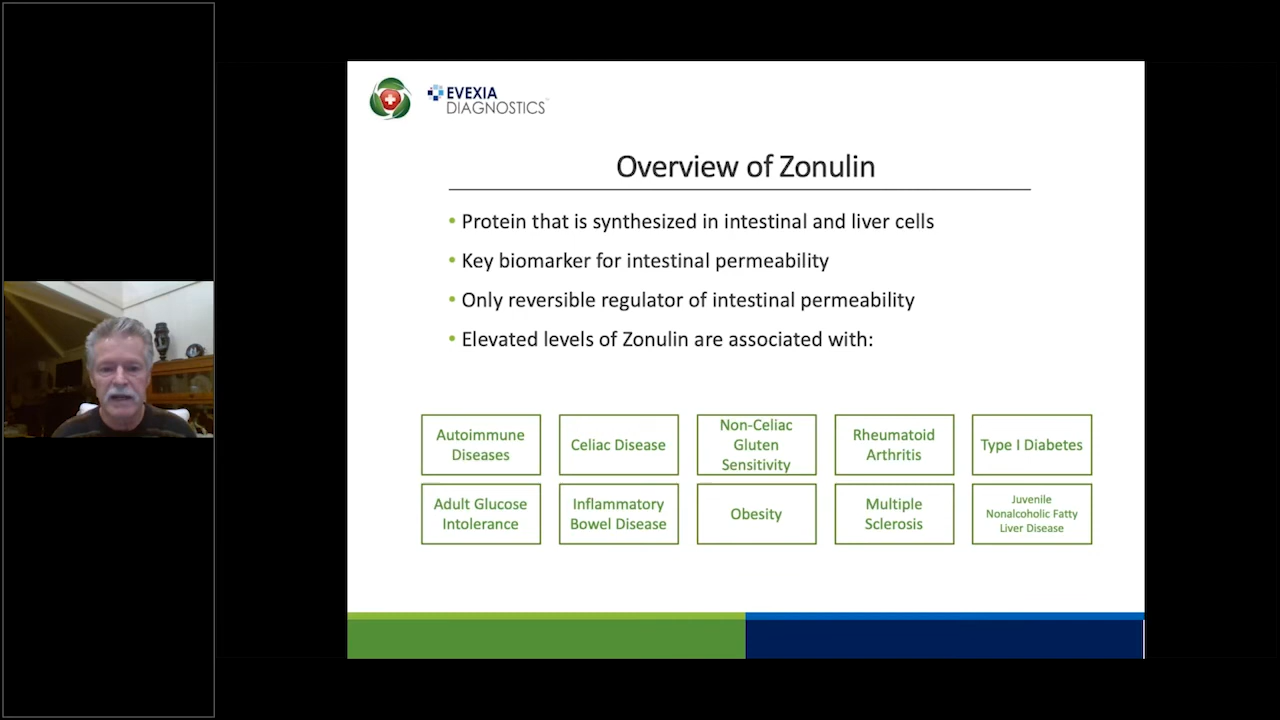 EVEXIA
DIAGNOSTICS™
Overview of Zonulin
• Protein that is synthesized in intestinal and liver cells
• Key biomarker for intestinal permeability
• Only reversible regulator of intestinal permeability
• Elevated levels of Zonulin are associated with:
Autoimmune
Diseases
Celiac Disease
Non-Celiac
Gluten
Sensitivity
Rheumatoid
Arthritis
Type I Diabetes
Adult Glucose
Intolerance
Inflammatory
Bowel Disease
Obesity
Multiple
Sclerosis
Juvenile
Nonalcoholic Fatty
Liver Disease